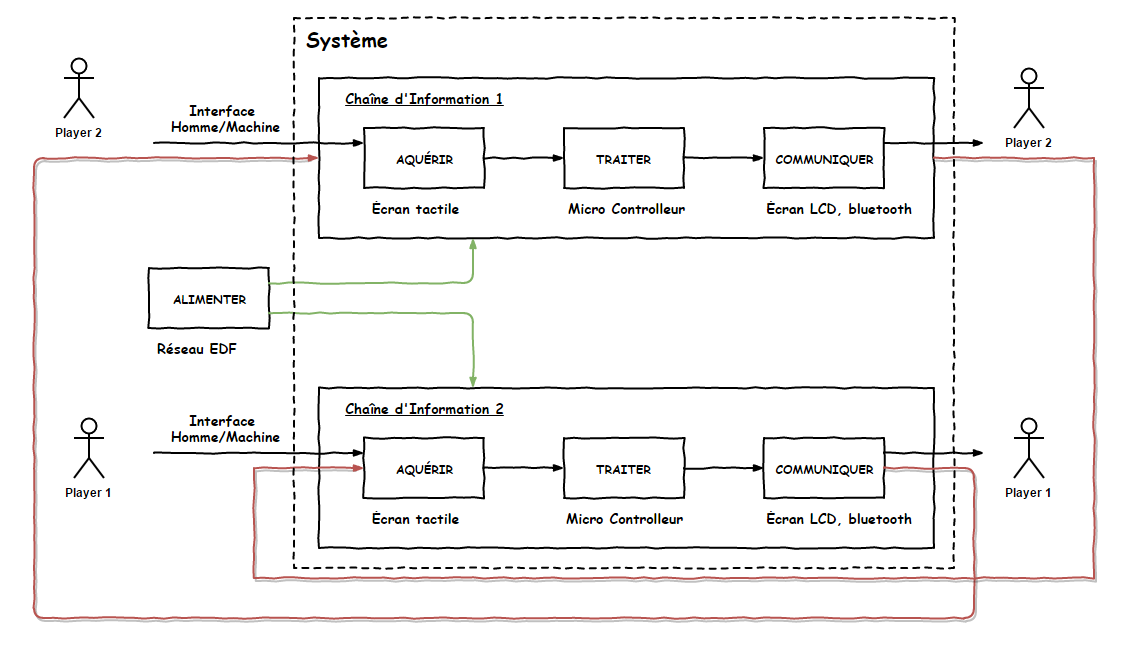 Système
Player 2
Interface
Homme/Machine
Chaîne d'Information 1
AQUÉRIR
TRAITER
COMMUNIQUER
Player 2
Écran tactile
Micro Controlleur
Écran LCD, bluetooth
ALIMENTER
Réseau EDF
Player 1
Interface
Homme/Machine
Chaîne d'Information 2
AQUÉRIR
TRAITER
COMMUNIQUER
Player 1
Écran tactile
Micro Controlleur
Écran LCD, bluetooth